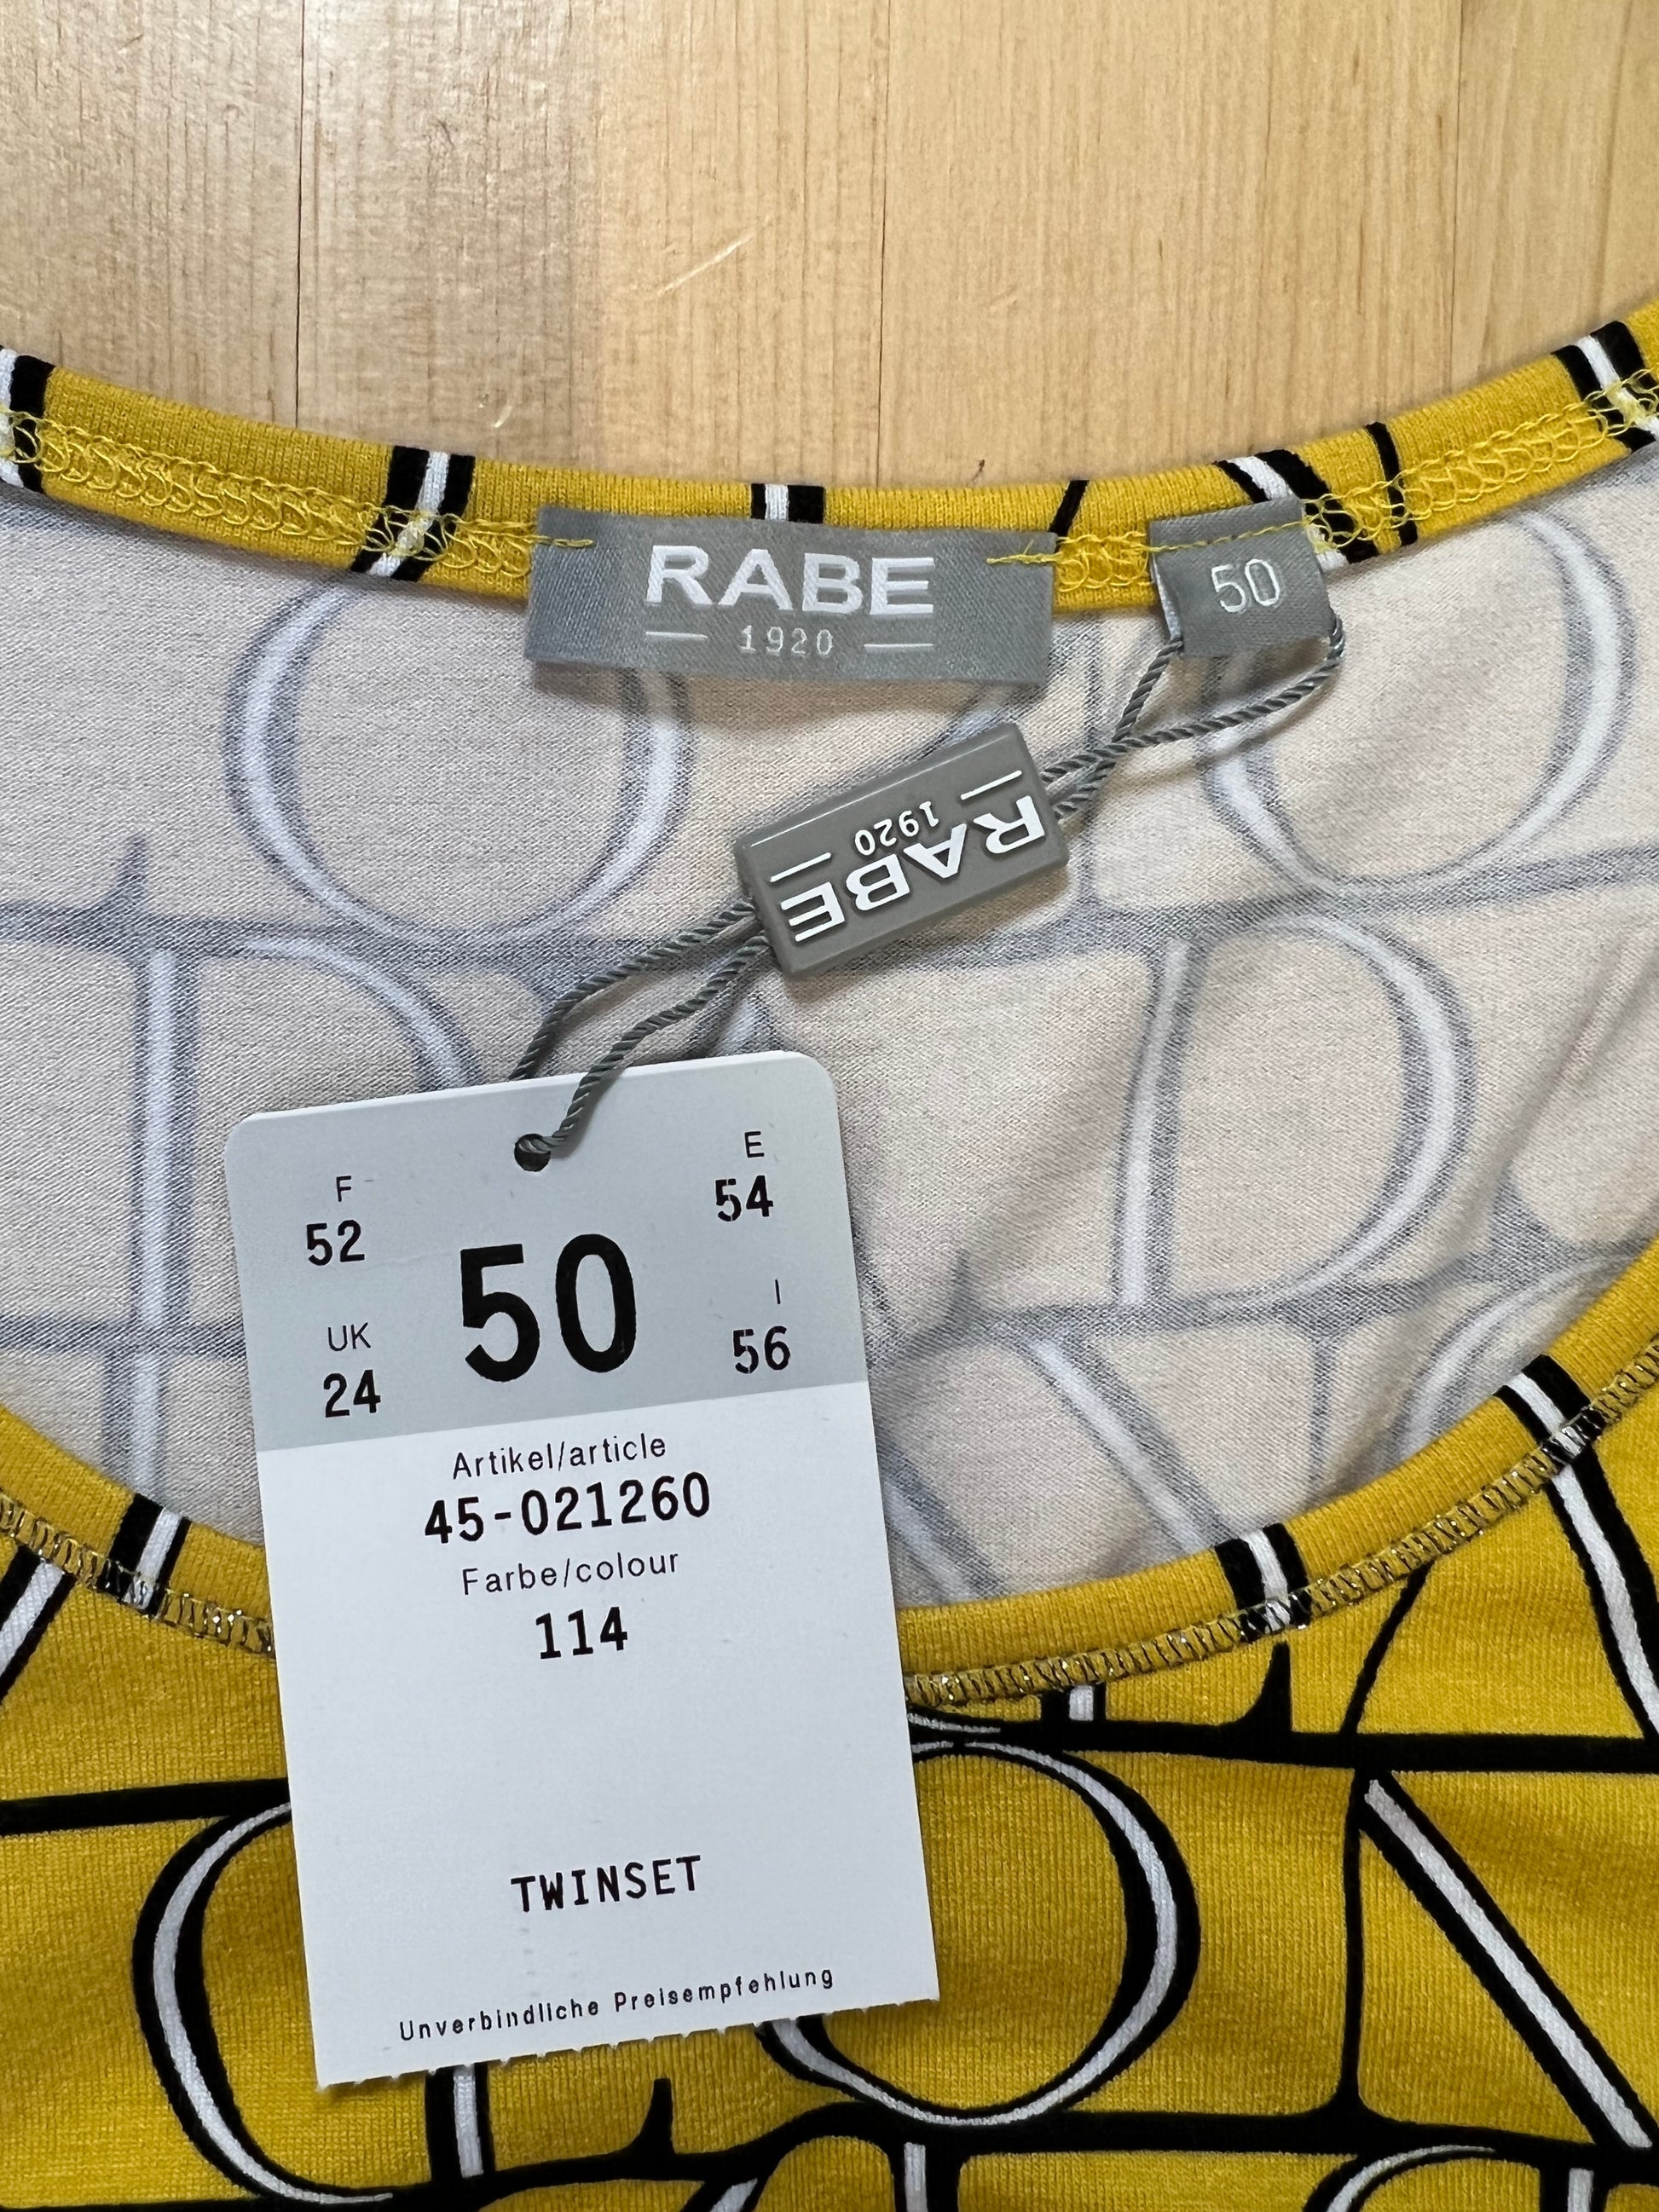 RABE
1920
50
RABE
1920
F
52
E
54
50
UK
24
I
56
Artikel/article
45-021260
Farbe/colour
114
TWINSET
Unverbindliche Preisempfehlung